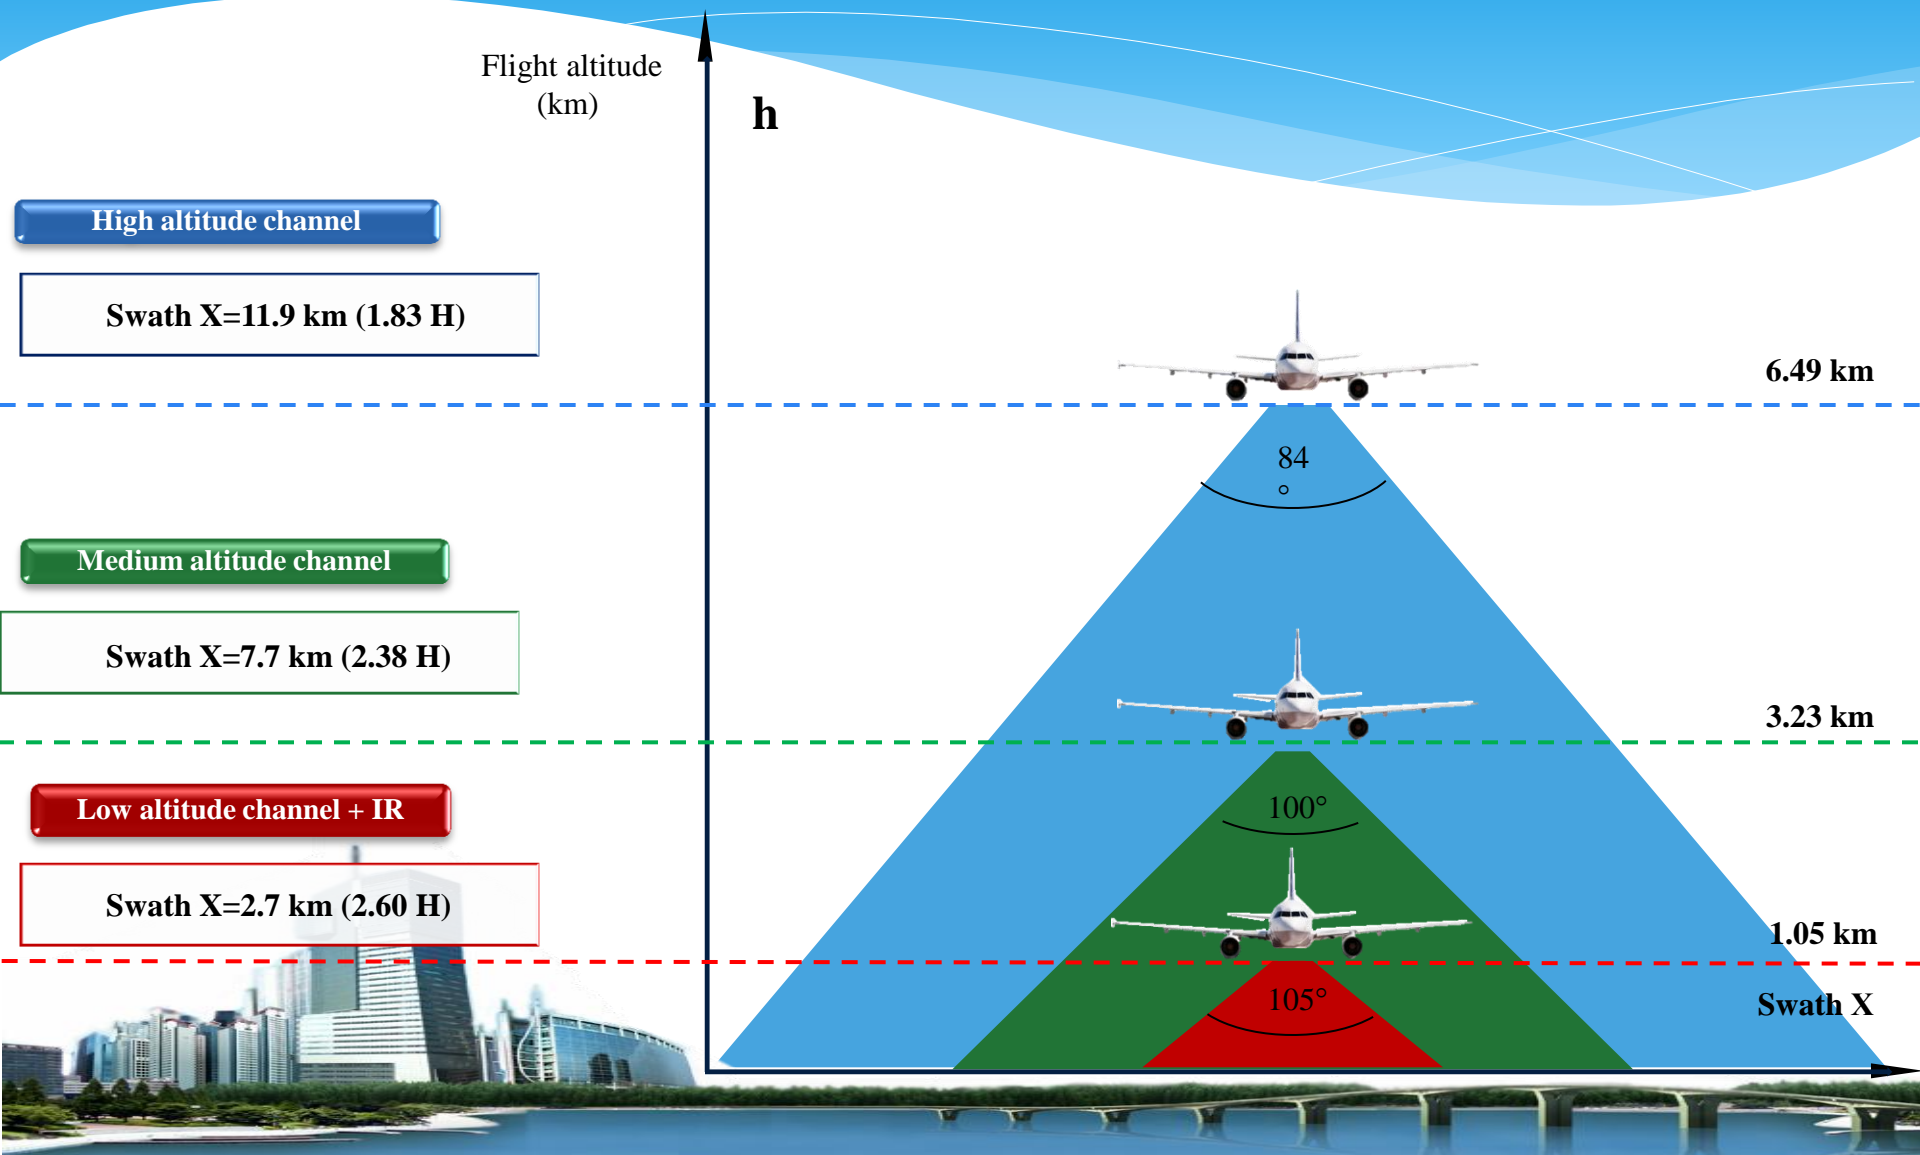 Flight altitude
(km)
h
High altitude channel
Swath X=11.9 km (1.83 H)
6.49 km
84
°
Medium altitude channel
Swath X=7.7 km (2.38 H)
3.23 km
100°
Low altitude channel + IR
Swath X=2.7 km (2.60 H)
1.05 km
105°
Swath X